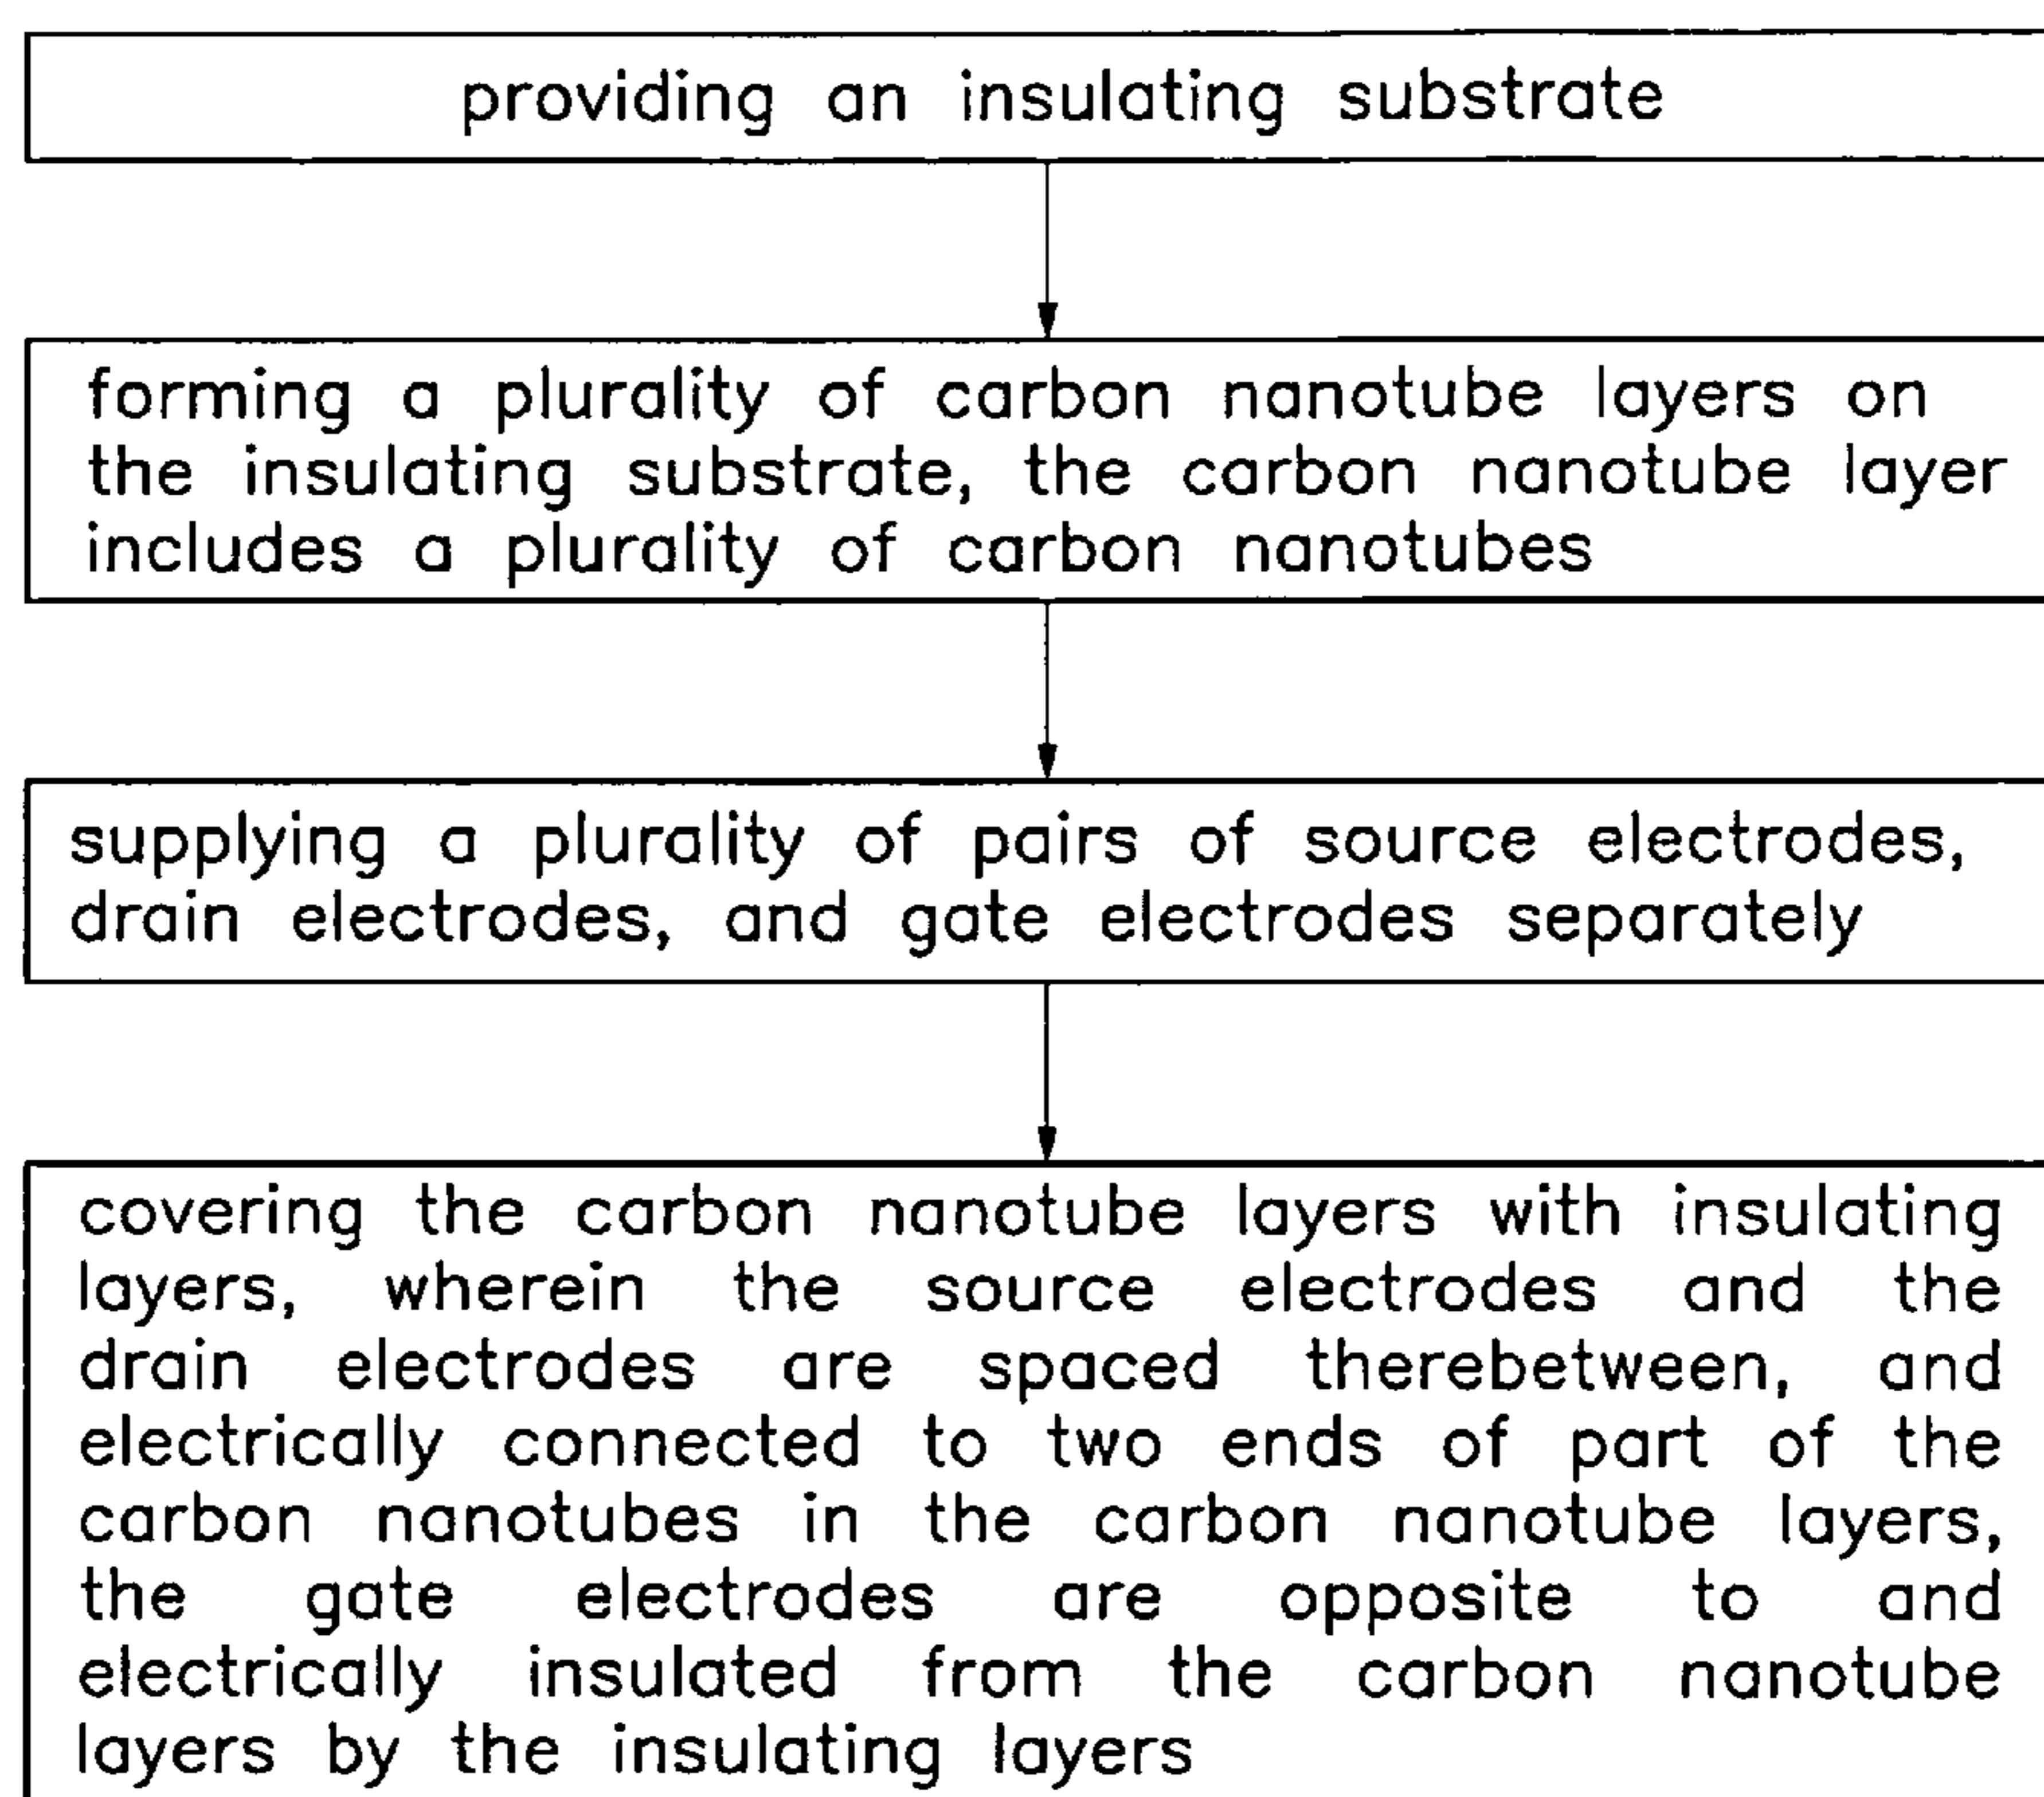 providing an insulating substrate
forming a plurality of carbon nanotube layers on
the insulating substrate, the carbon nanotube layer
includes a plurality of carbon nanotubes
supplying a plurality of pairs of source electrodes,
drain electrodes, and gate electrodes separately
covering the carbon nanotube layers with insulating
layers, wherein the source electrodes and the
drain electrodes are spaced therebetween, and
electrically connected to two ends of part of the
carbon nanotubes in the carbon nanotube layers,
the gate electrodes are opposite to and
electrically insulated from the carbon nanotube
layers by the insulating layers